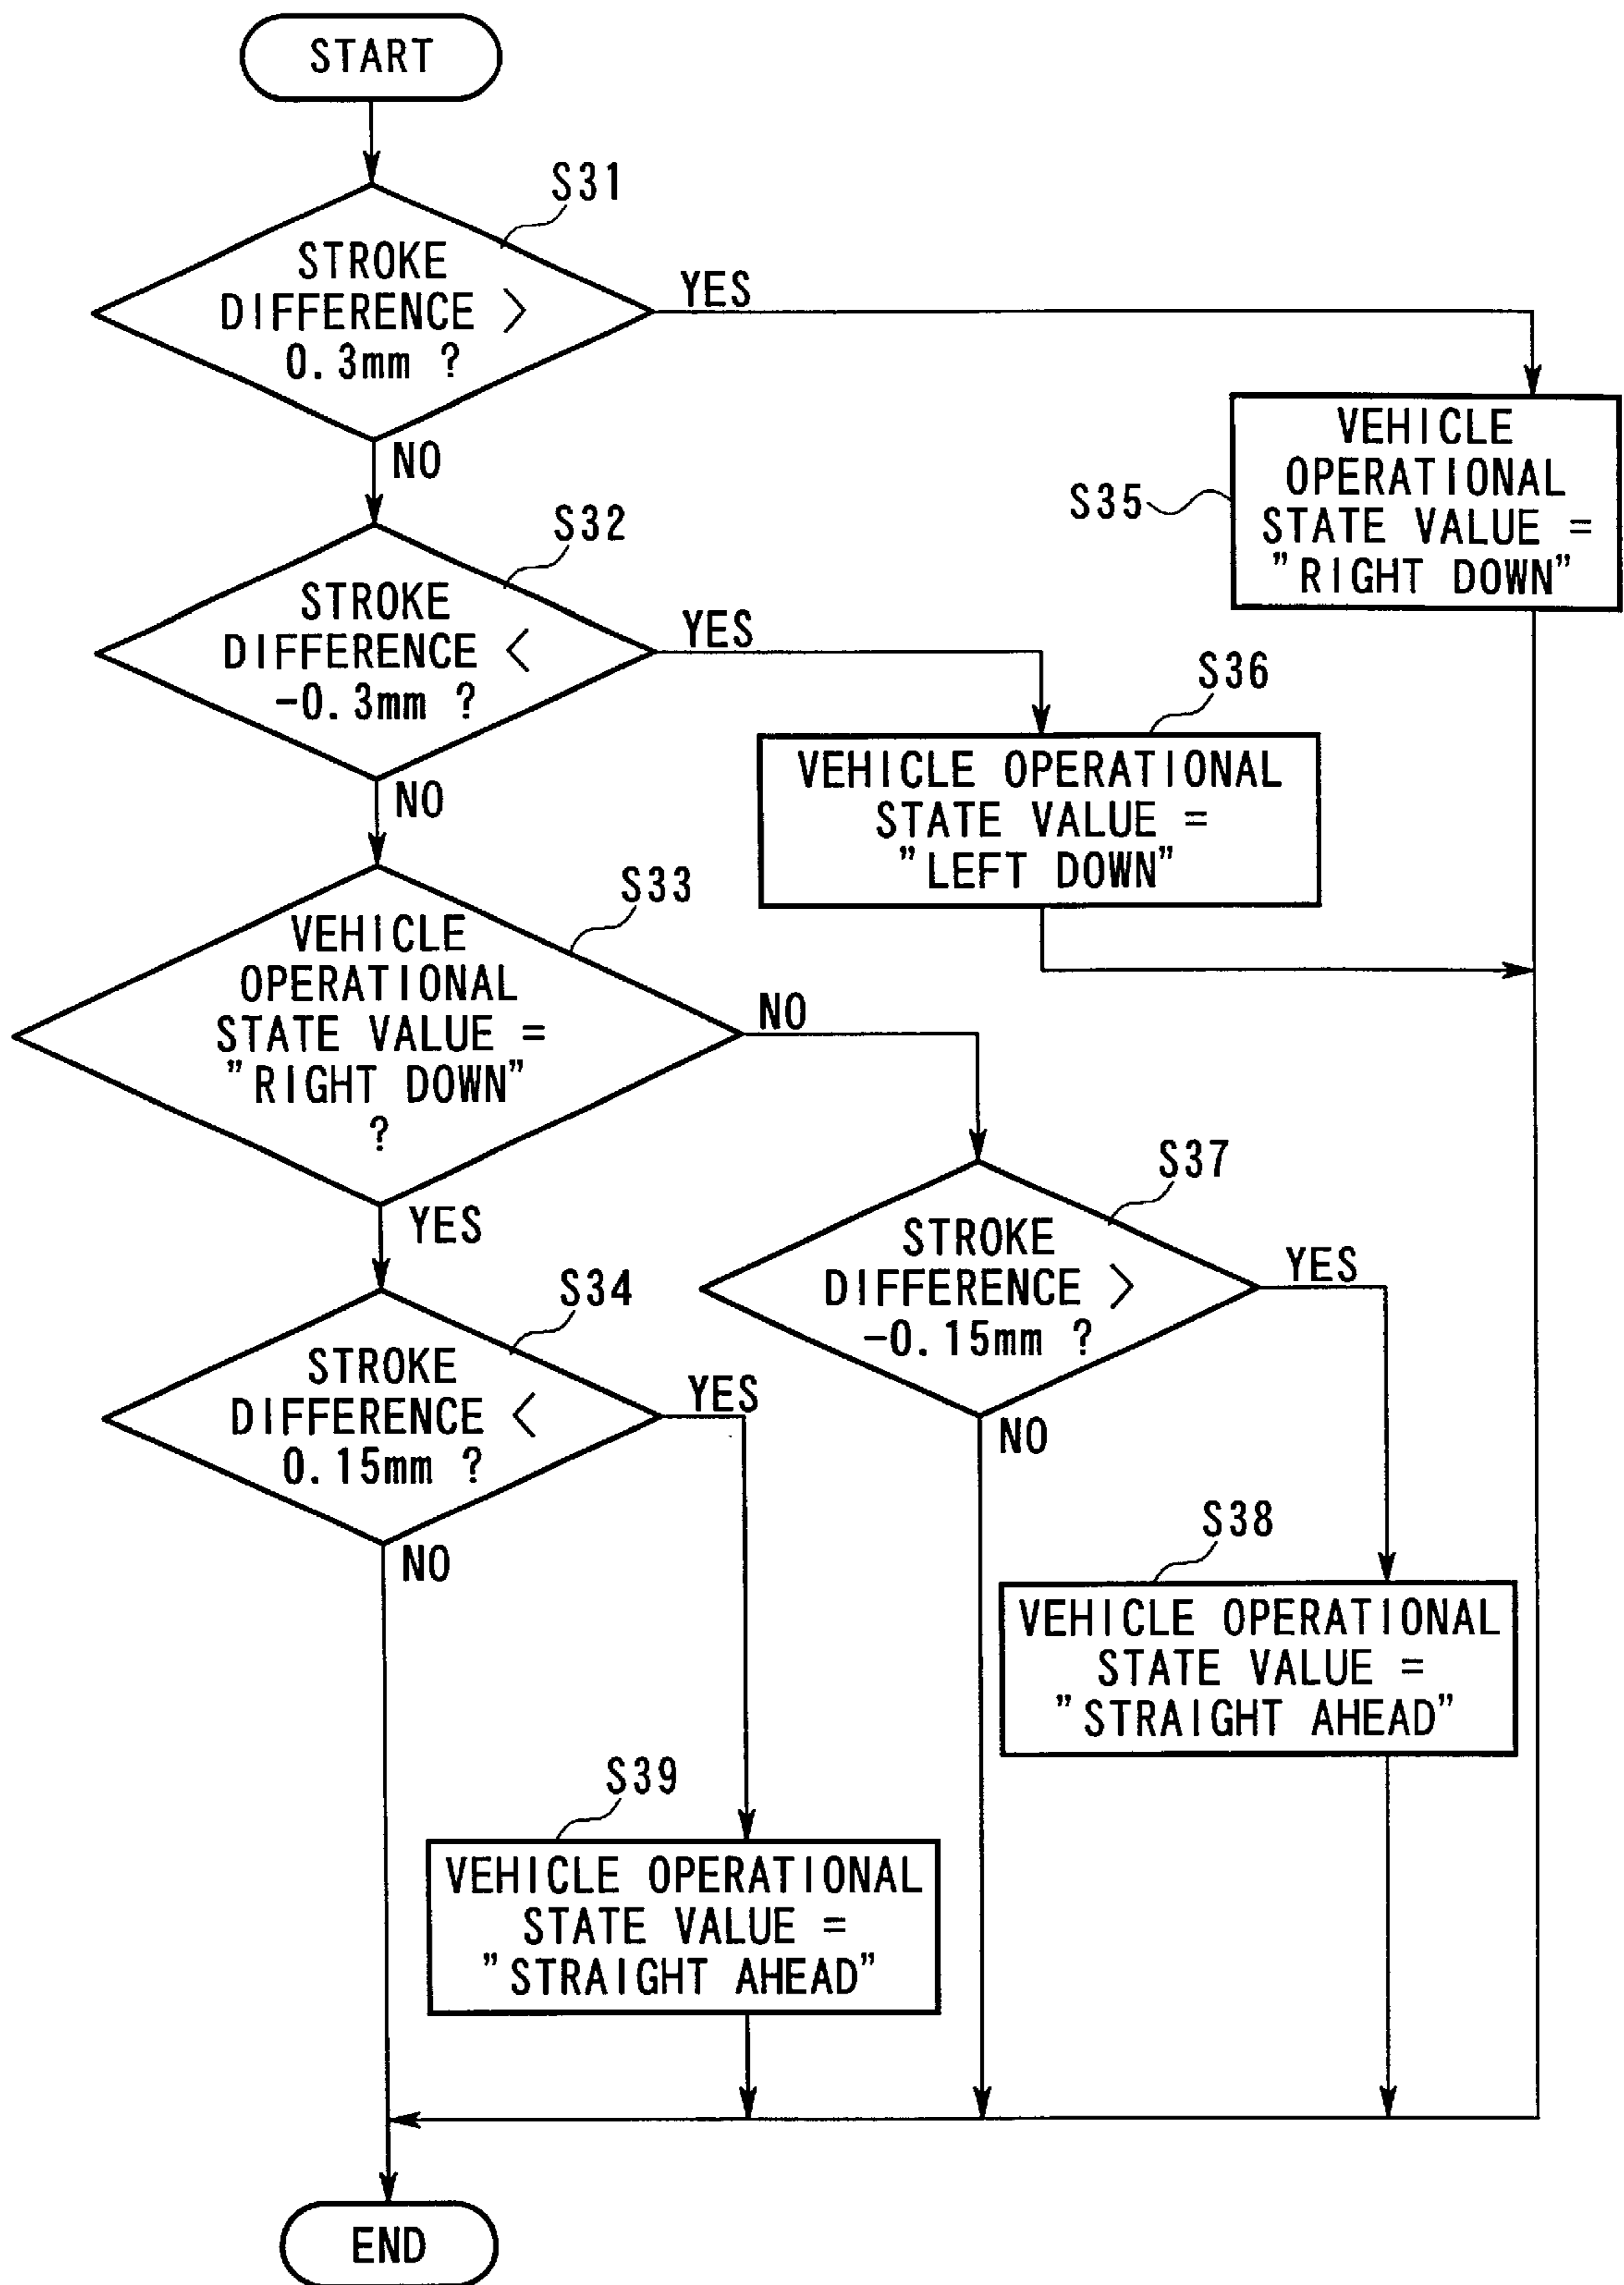 START
S31
STROKE
DIFFERENCE >
0.3mm ?
YES
NO
VEHICLE
OPERATIONAL
STATE VALUE =
"RIGHT DOWN"
S35
S32
STROKE
DIFFERENCE <
-0.3mm ?
YES
NO
S36
VEHICLE OPERATIONAL
STATE VALUE =
"LEFT DOWN"
S33
VEHICLE
OPERATIONAL
STATE VALUE =
"RIGHT DOWN"
?
NO
YES
S37
STROKE
DIFFERENCE >
-0.15mm ?
YES
NO
S34
STROKE
DIFFERENCE <
0.15mm ?
YES
NO
S38
VEHICLE OPERATIONAL
STATE VALUE =
"STRAIGHT AHEAD"
S39
VEHICLE OPERATIONAL
STATE VALUE =
"STRAIGHT AHEAD"
END